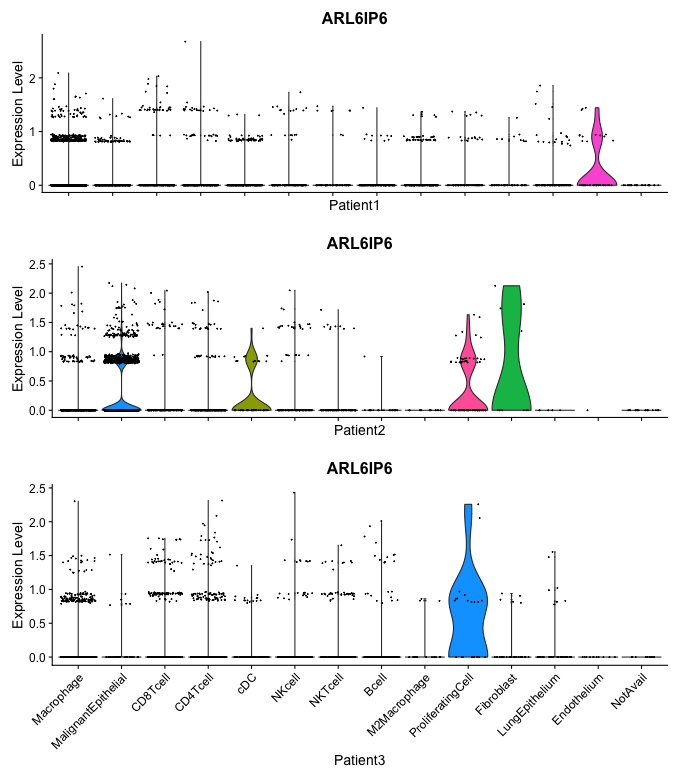 ARL6IP6
Expression Level
2
1
0
Patient1
ARL6IP6
Expression Level
2.5
2.0
1.5
1.0
0.5
0.0
Patient2
ARL6IP6
Expression Level
2.5
2.0
1.5
1.0
0.5
0.0
Macrophage
MalignantEpithelial
CD8Tcell
CD4Tcell
cDC
NKcell
NKTcell
Bcell
M2Macrophage
ProliferatingCell
Fibroblast
LungEpithelium
Endothelium
NotAvail
Patient3